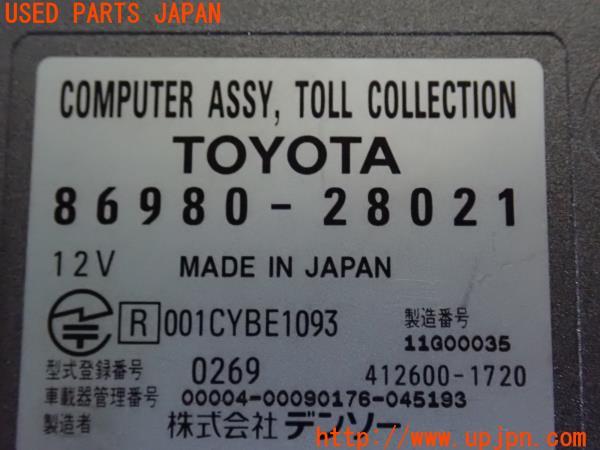 USED PARTS JAPAN
COMPUTER ASSY, TOLL COLLECTION
TOYOTA
86980-28021
12V MADE IN JAPAN
R 001CYBE1093 製造番号
11G00035
型式登録番号 0269 412600-1720
車載器管理番号 00004-00090176-045193
製造者 株式会社 デンソー
https://www.upjpn.com